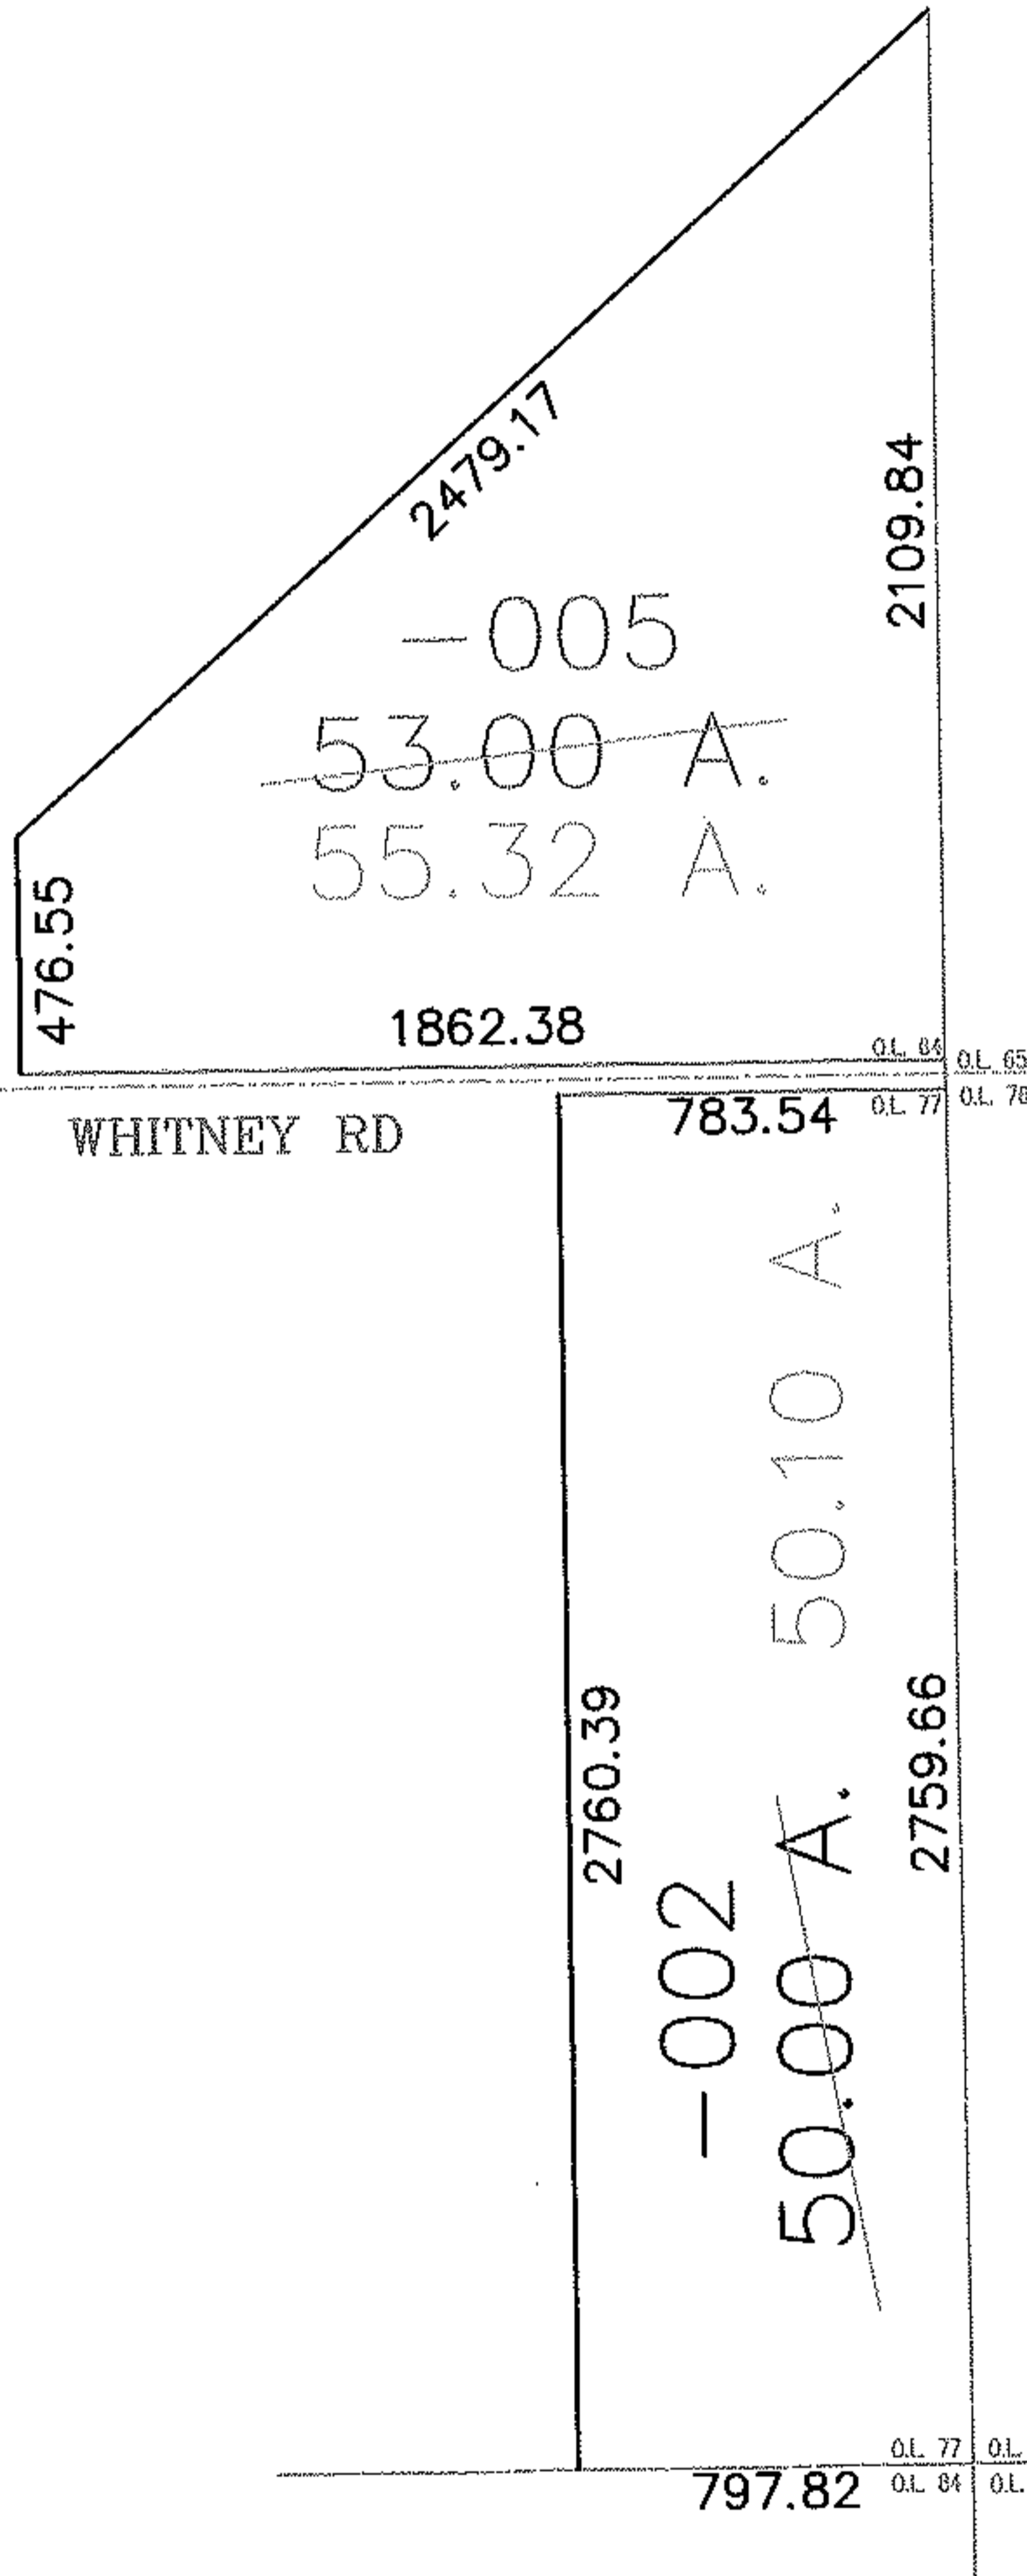 2479.17
2109.84
-005
53.00 A.
55.32 A.
476.55
1862.38
O.L. 64
O.L. 65
WHITNEY RD
783.54
O.L. 77
O.L. 78
50.10 A.
2760.39
2759.66
-002
50.00 A.
O.L. 77
O.L.
797.82
O.L. 84
O.L.